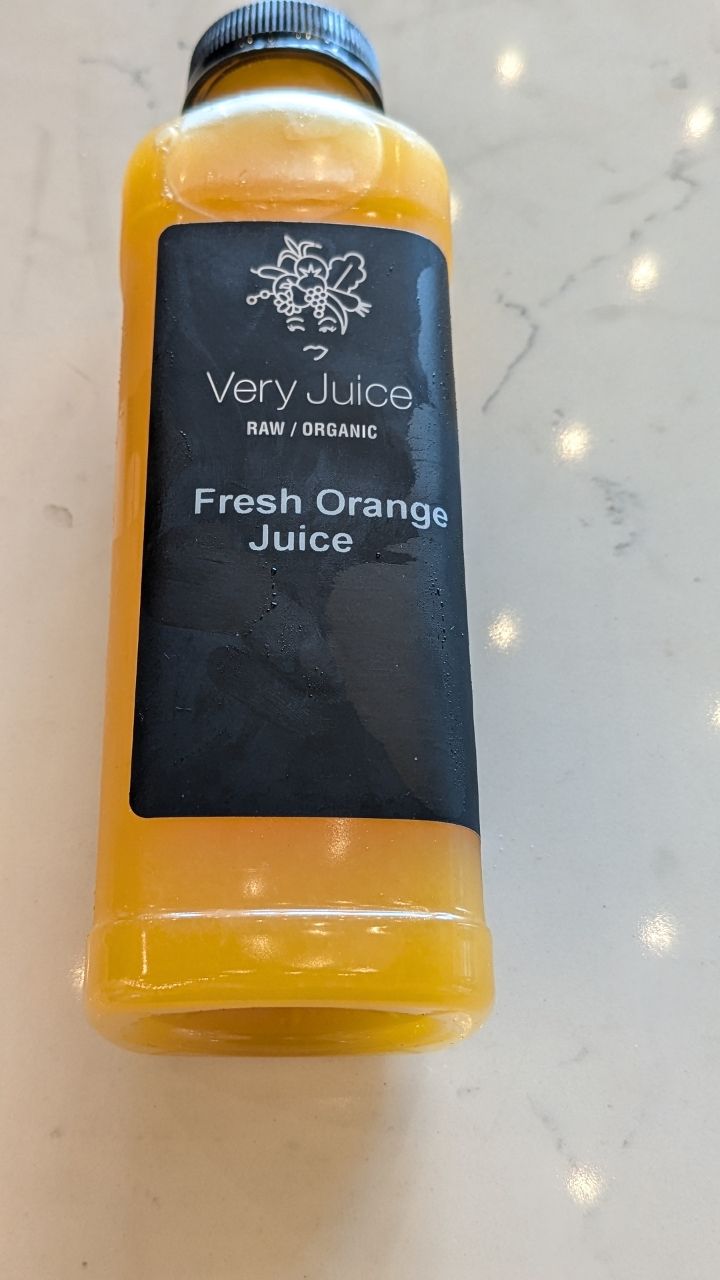 Very Juice
RAW / ORGANIC
Fresh Orange
Juice